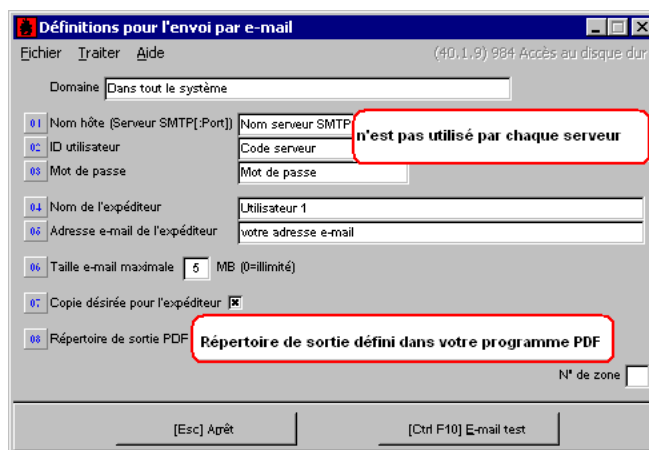 Définitions pour l'envoi par e-mail
Fichier Traiter Aide (40.1.9) 984 Accès au disque dur
Domaine Dans tout le système
01 Nom hôte (Serveur SMTP[:Port]) Nom serveur SMTP
n'est pas utilisé par chaque serveur
02 ID utilisateur Code serveur
03 Mot de passe Mot de passe
04 Nom de l'expéditeur Utilisateur 1
05 Adresse e-mail de l'expéditeur votre adresse e-mail
06 Taille e-mail maximale 5 MB (0=illimité)
07 Copie désirée pour l'expéditeur
08 Répertoire de sortie PDF Répertoire de sortie défini dans votre programme PDF
N° de zone
[Esc] Arrêt [Ctrl F10] E-mail test